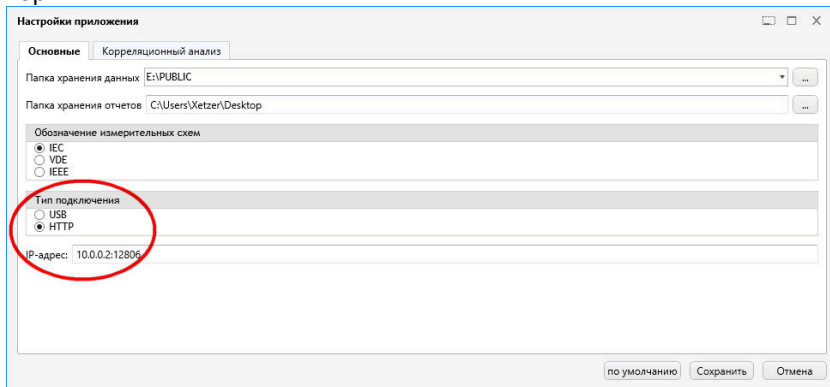 Настройки приложения
Основные Корреляционный анализ
Папка хранения данных E:\PUBLIC ...
Папка хранения отчетов C:\Users\Xetzer\Desktop ...
Обозначение измерительных схем
IEC
VDE
IEEE
Тип подключения
USB
HTTP
IP-адрес: 10.0.0.2:12806
по умолчанию Сохранить Отмена